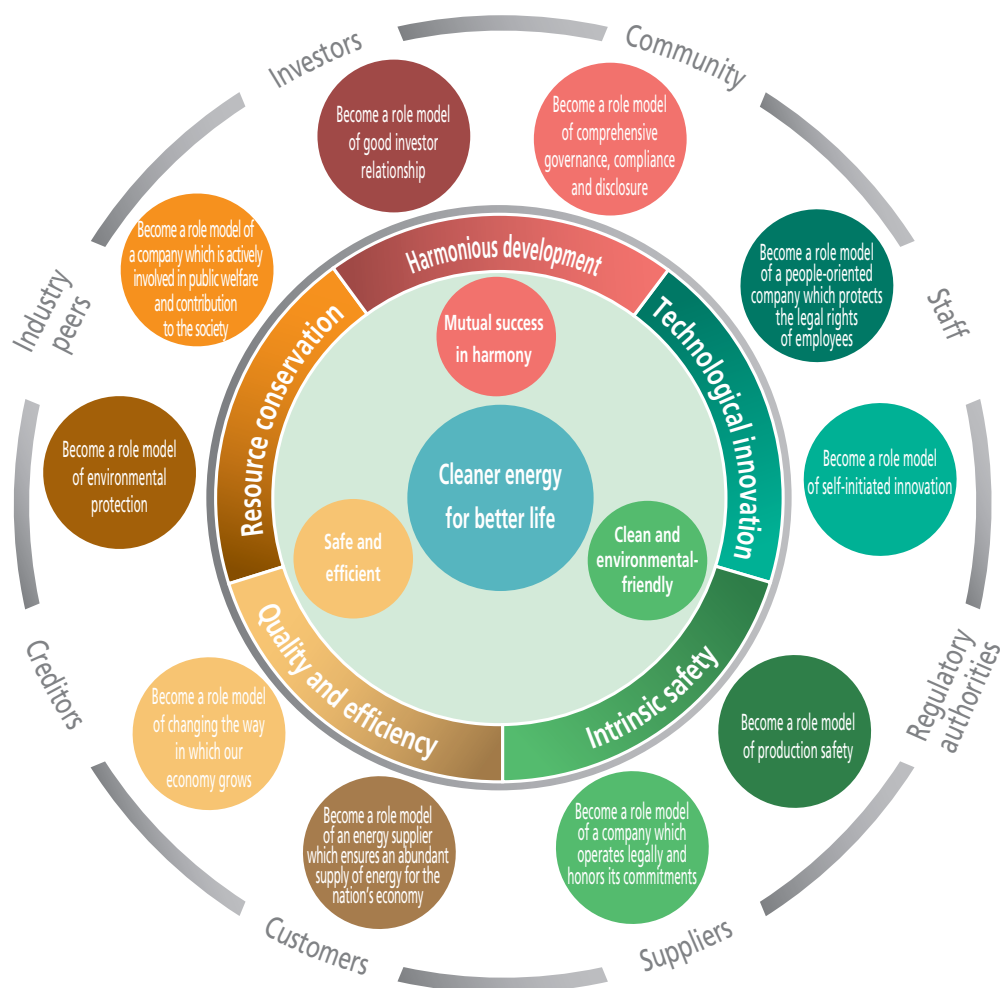 Investors
Community
Become a role model
of good investor
relationship
Become a role model
of comprehensive
governance, compliance
and disclosure
Become a role model of
a company which is actively
involved in public welfare
and contribution
to the society
Become a role model
of a people-oriented
company which protects
the legal rights
of employees
Industry
peers
Staff
Harmonious development
Technological innovation
Resource conservation
Mutual success
in harmony
Become a role model
of environmental
protection
Become a role model
of self-initiated innovation
Cleaner energy
for better life
Safe and
efficient
Clean and
environmental-
friendly
Quality and efficiency
Intrinsic safety
Creditors
Regulatory
authorities
Become a role model
of changing the way
in which our
economy grows
Become a role model
of production safety
Become a role model
of an energy supplier
which ensures an abundant
supply of energy for the
nation's economy
Become a role model
of a company which
operates legally and
honors its commitments
Customers
Suppliers